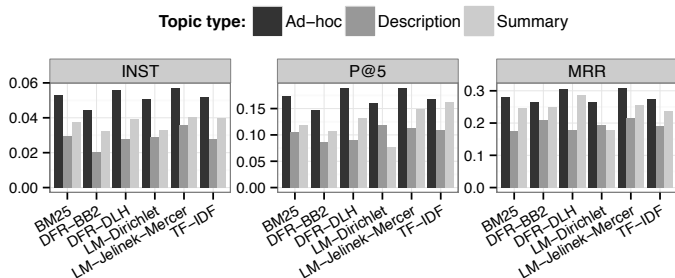 Topic type: Ad-hoc Description Summary
INST P@5 MRR
0.06
0.04
0.02
0.00
BM25
DFR-BB2
DFR-DLH
LM-Dirichlet
LM-Jelinek-Mercer
TF-IDF
0.15
0.10
0.05
0.00
BM25
DFR-BB2
DFR-DLH
LM-Dirichlet
LM-Jelinek-Mercer
TF-IDF
0.3
0.2
0.1
0.0
BM25
DFR-BB2
DFR-DLH
LM-Dirichlet
LM-Jelinek-Mercer
TF-IDF